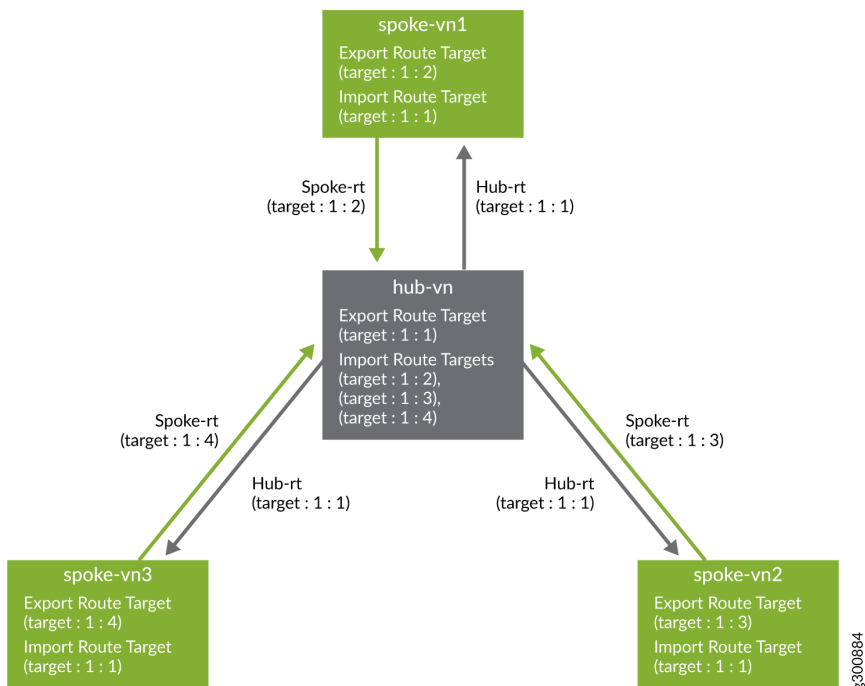 spoke-vn1
Export Route Target
(target : 1 : 2)
Import Route Target
(target : 1 : 1)
Spoke-rt
(target : 1 : 2)
Hub-rt
(target : 1 : 1)
hub-vn
Export Route Target
(target : 1 : 1)
Import Route Targets
(target : 1 : 2),
(target : 1 : 3),
(target : 1 : 4)
Spoke-rt
(target : 1 : 4)
Hub-rt
(target : 1 : 1)
Spoke-rt
(target : 1 : 3)
Hub-rt
(target : 1 : 1)
spoke-vn3
Export Route Target
(target : 1 : 4)
Import Route Target
(target : 1 : 1)
spoke-vn2
Export Route Target
(target : 1 : 3)
Import Route Target
(target : 1 : 1)
g300884